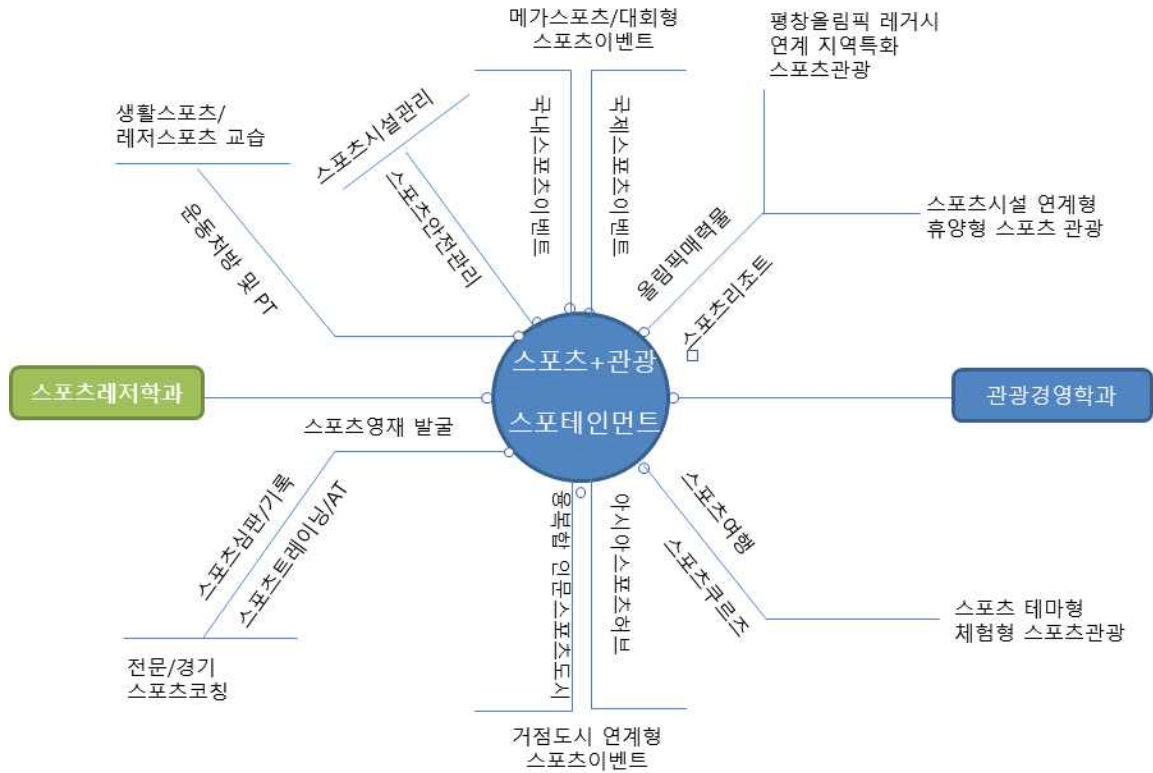 메가스포츠/대회형
스포츠이벤트
평창올림픽 레거시
연계 지역특화
스포츠관광
생활스포츠/
레저스포츠 교습
스포츠시설관리
국내스포츠이벤트
국제스포츠이벤트
스포츠안전관리
운동처방 및 PT
올림픽매력물
스포츠리조트
스포츠시설 연계형
휴양형 스포츠 관광
스포츠레저학과
스포츠+관광
스포테인먼트
관광경영학과
스포츠영재 발굴
스포츠심판/기록
스포츠트레이닝/AT
융복합 인문스포츠도시
아시아스포츠허브
스포츠여행
스포츠쿠르즈
스포츠 테마형
체험형 스포츠관광
전문/경기
스포츠코칭
거점도시 연계형
스포츠이벤트